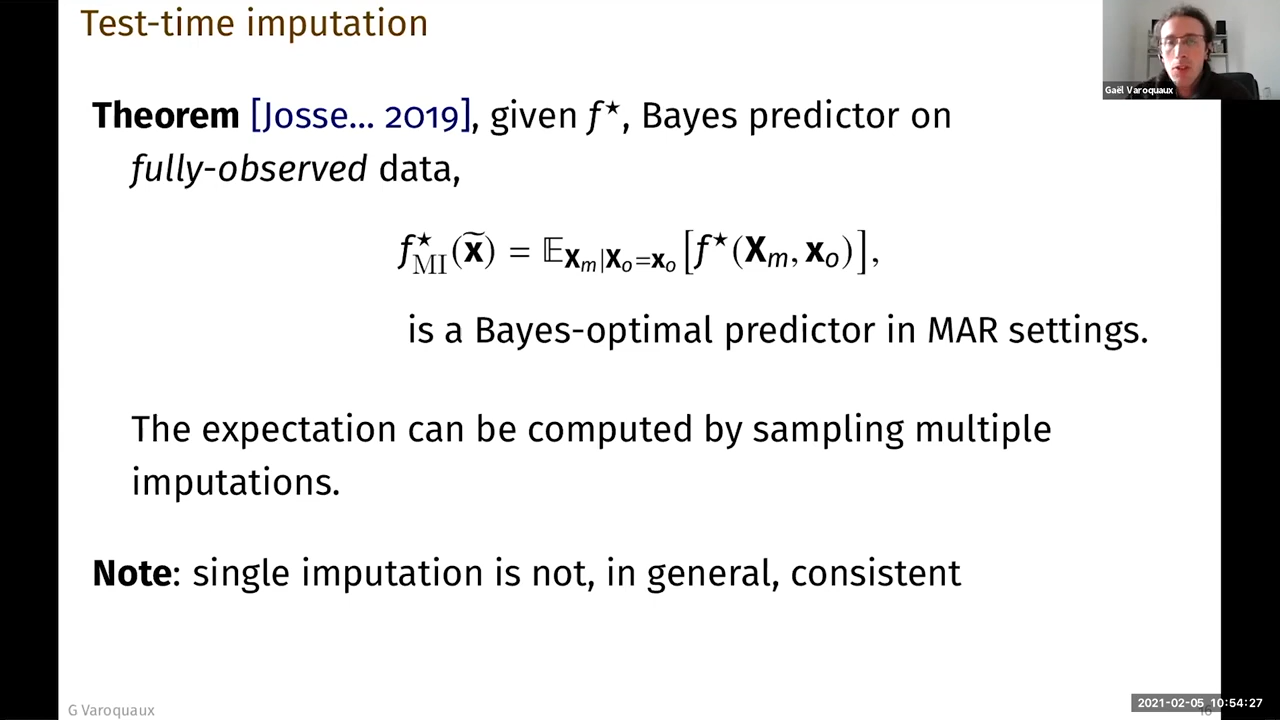 Test-time imputation
Gaël Varoquaux
Theorem [Josse... 2019], given f⋆, Bayes predictor on
fully-observed data,
f⋆MI(x̃) = 𝔼Xm|Xo=xo[f⋆(Xm, xo)],
is a Bayes-optimal predictor in MAR settings.
The expectation can be computed by sampling multiple
imputations.
Note: single imputation is not, in general, consistent
G Varoquaux
2021-02-05 10:54:27
16